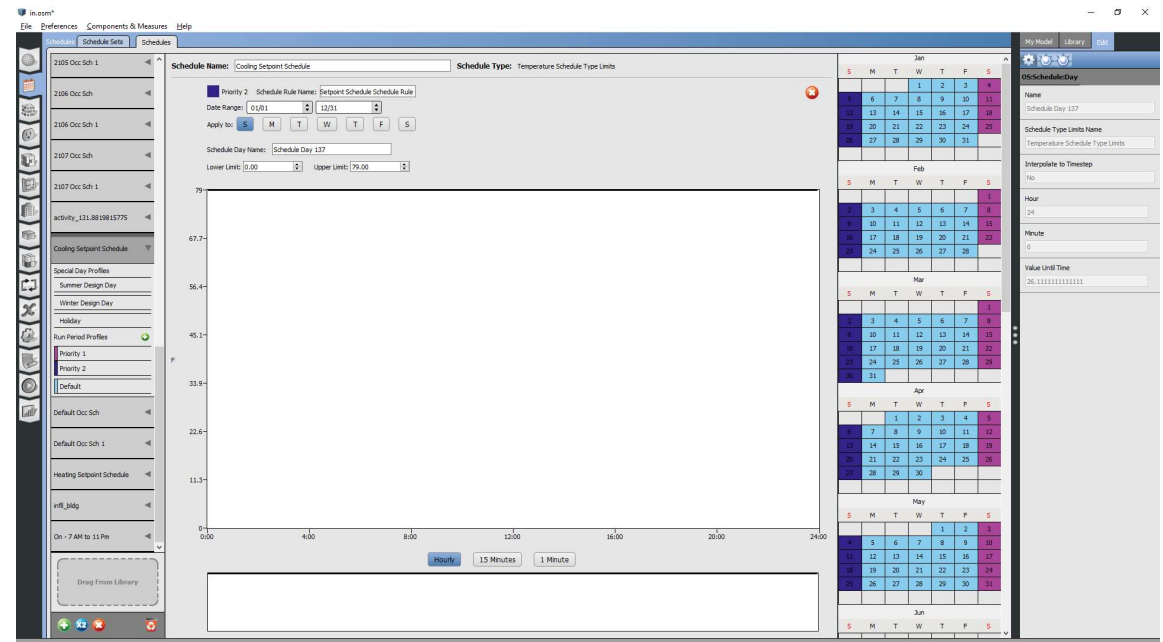 in.osm*
File Preferences Components & Measures Help
Schedules Schedule Sets Schedules
My Model Library Edit
2105 Occ Sch 1
2106 Occ Sch
2106 Occ Sch 1
2107 Occ Sch
2107 Occ Sch 1
activity_131.8819815775
Cooling Setpoint Schedule
Special Day Profiles
Summer Design Day
Winter Design Day
Holiday
Run Period Profiles
Priority 1
Priority 2
Default
Default Occ Sch
Default Occ Sch 1
Heating Setpoint Schedule
infil_bldg
On - 7 AM to 11 Pm
Drag From Library
X2
Schedule Name: Cooling Setpoint Schedule Schedule Type: Temperature Schedule Type Limits
Priority 2 Schedule Rule Name: Setpoint Schedule Schedule Rule
Date Range: 01/01 12/31
Apply to: S M T W T F S
Schedule Day Name: Schedule Day 137
Lower Limit: 0.00 Upper Limit: 79.00
79
67.7
56.4
45.1
F
33.9
22.6
11.3
0
0:00 4:00 8:00 12:00 16:00 20:00 24:00
Hourly 15 Minutes 1 Minute
Jan
S M T W T F S
1 2 3 4
5 6 7 8 9 10 11
12 13 14 15 16 17 18
19 20 21 22 23 24 25
26 27 28 29 30 31
Feb
S M T W T F S
1
2 3 4 5 6 7 8
9 10 11 12 13 14 15
16 17 18 19 20 21 22
23 24 25 26 27 28
Mar
S M T W T F S
1
2 3 4 5 6 7 8
9 10 11 12 13 14 15
16 17 18 19 20 21 22
23 24 25 26 27 28 29
30 31
Apr
S M T W T F S
1 2 3 4 5
6 7 8 9 10 11 12
13 14 15 16 17 18 19
20 21 22 23 24 25 26
27 28 29 30
May
S M T W T F S
1 2 3
4 5 6 7 8 9 10
11 12 13 14 15 16 17
18 19 20 21 22 23 24
25 26 27 28 29 30 31
Jun
S M T W T F S
OS:Schedule:Day
Name
Schedule Day 137
Schedule Type Limits Name
Temperature Schedule Type Limits
Interpolate to Timestep
No
Hour
24
Minute
0
Value Until Time
26.1111111111111